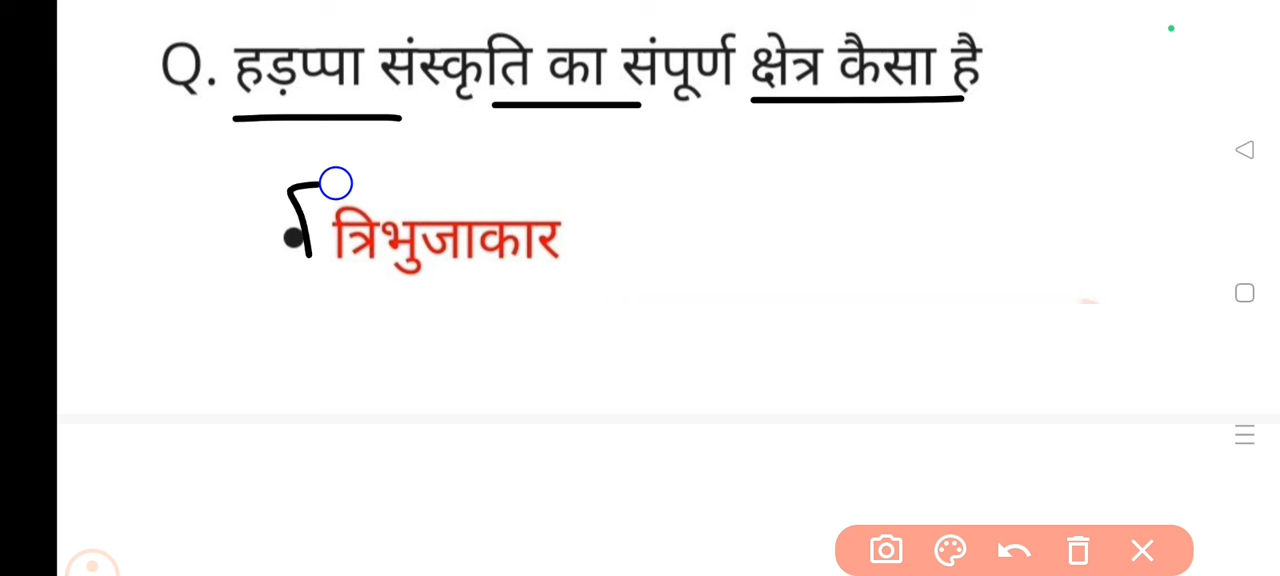 Q. हड़प्पा संस्कृति का संपूर्ण क्षेत्र कैसा है
• त्रिभुजाकार